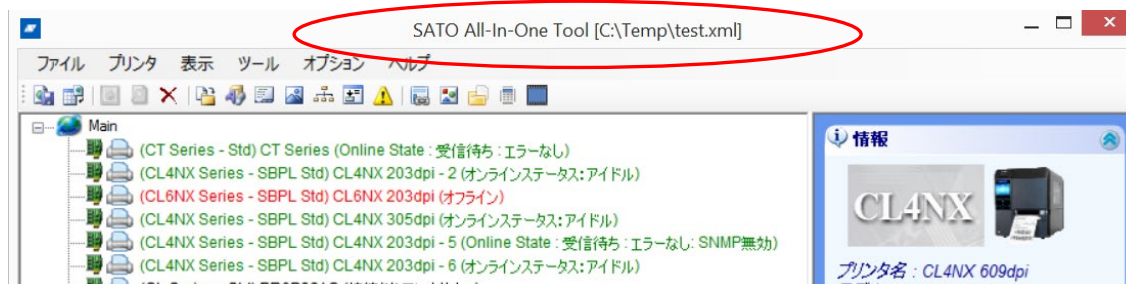 SATO All-In-One Tool [C:\Temp\test.xml]
ファイル プリンタ 表示 ツール オプション ヘルプ
Main
(CT Series - Std) CT Series (Online State : 受信待ち : エラーなし)
(CL4NX Series - SBPL Std) CL4NX 203dpi - 2 (オンラインステータス: アイドル)
(CL6NX Series - SBPL Std) CL6NX 203dpi (オフライン)
(CL4NX Series - SBPL Std) CL4NX 305dpi (オンラインステータス: アイドル)
(CL4NX Series - SBPL Std) CL4NX 203dpi - 5 (Online State : 受信待ち : エラーなし: SNMP無効)
(CL4NX Series - SBPL Std) CL4NX 203dpi - 6 (オンラインステータス: アイドル)
情報
CL4NX
プリンタ名 : CL4NX 609dpi